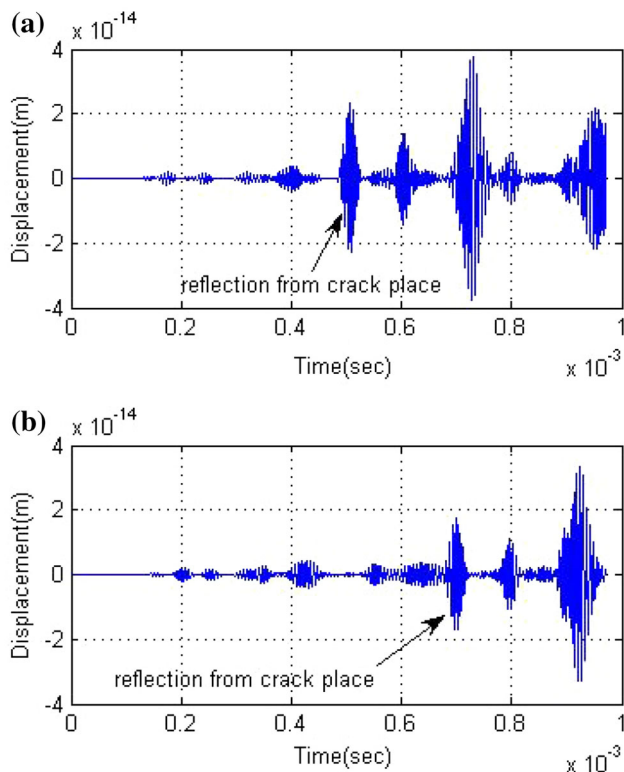 (a)
x 10^-14
Displacement(m)
4
2
0
-2
-4
reflection from crack place
0 0.2 0.4 0.6 0.8 1
Time(sec)
x 10^-3
(b)
x 10^-14
Displacement(m)
4
2
0
-2
-4
reflection from crack place
0 0.2 0.4 0.6 0.8 1
Time(sec)
x 10^-3